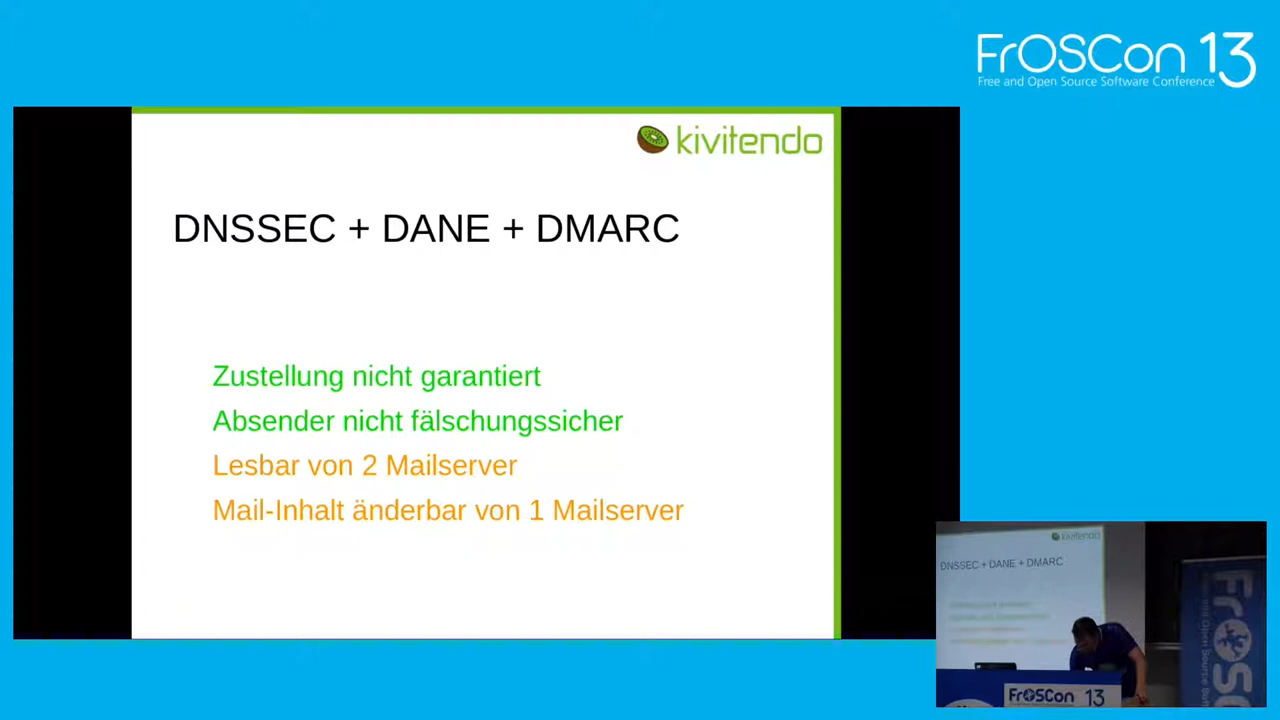 FrOSCon 13
Free and Open Source Software Conference
kivitendo
DNSSEC + DANE + DMARC
Zustellung nicht garantiert
Absender nicht fälschungssicher
Lesbar von 2 Mailserver
Mail-Inhalt änderbar von 1 Mailserver
kivitendo
DNSSEC + DANE + DMARC
FrOSCon 13